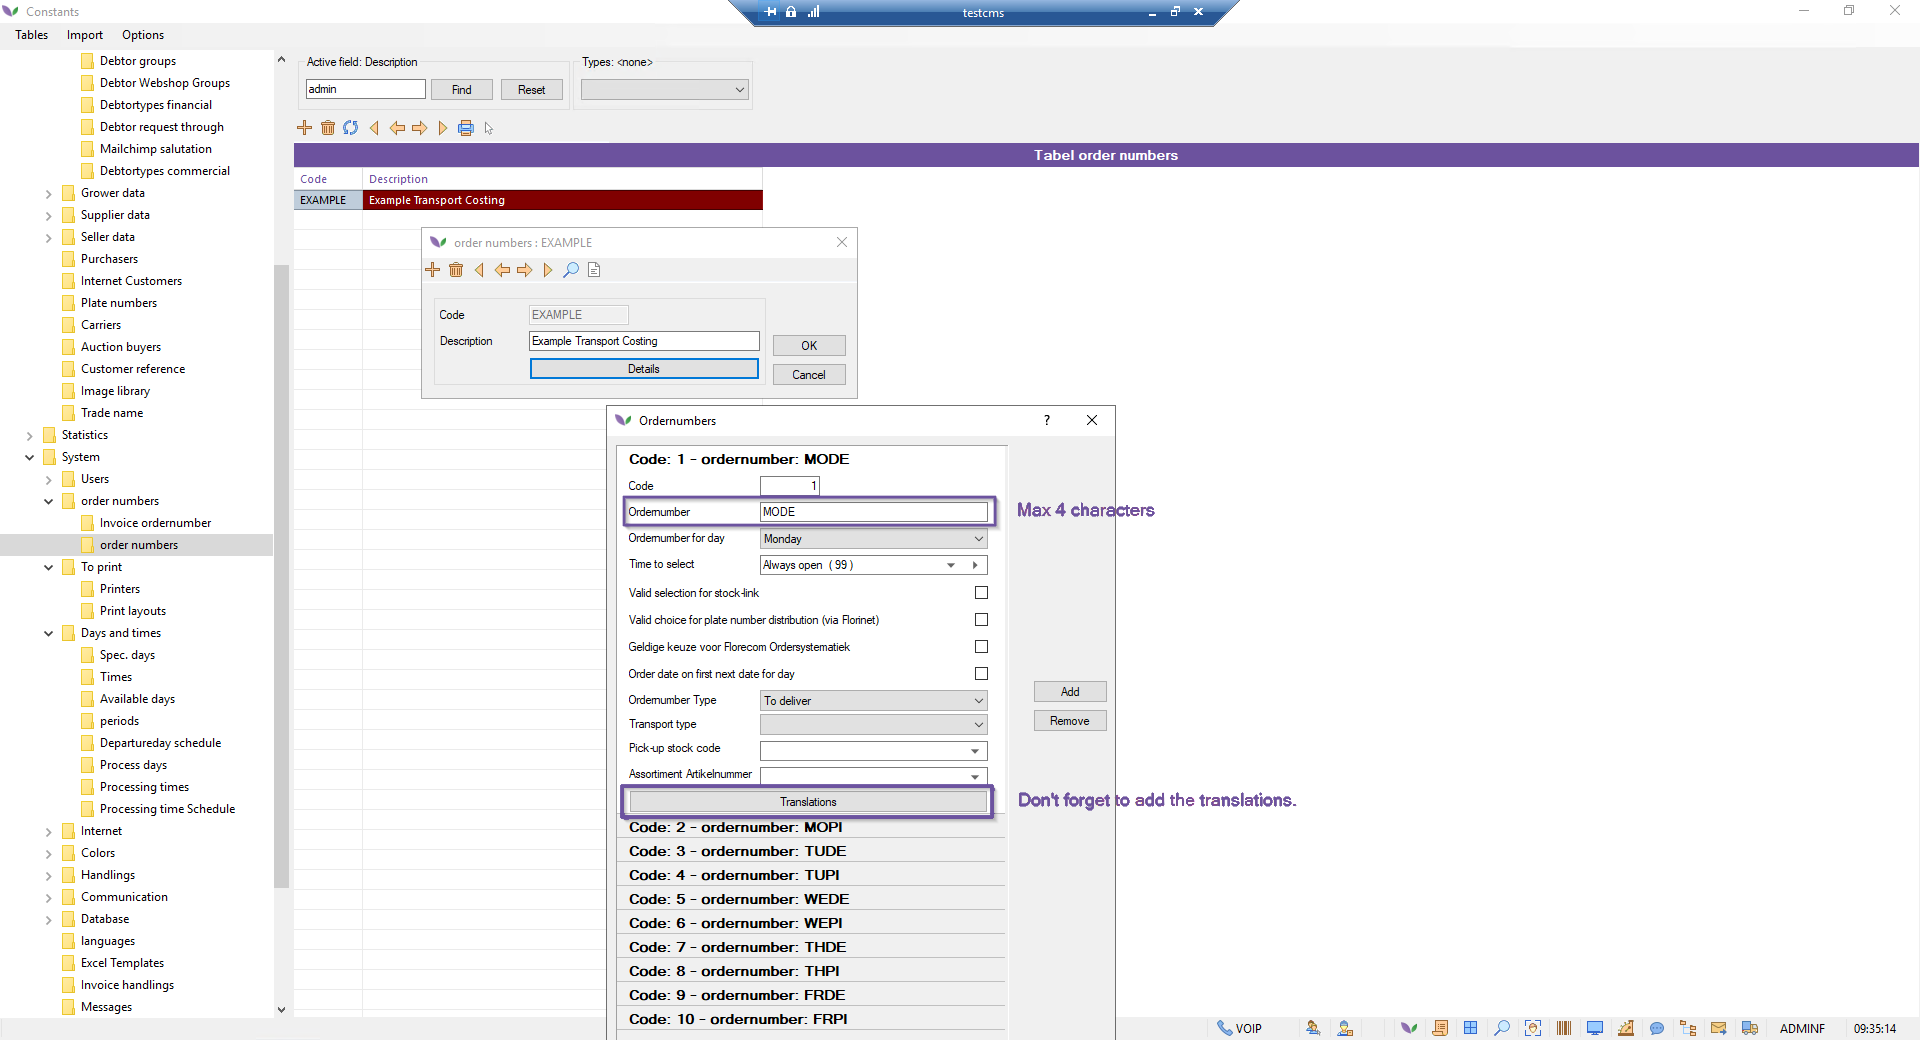 Constants
testcms
Tables Import Options
Debtor groups
Debtor Webshop Groups
Debtortypes financial
Debtor request through
Mailchimp salutation
Debtortypes commercial
Grower data
Supplier data
Seller data
Purchasers
Internet Customers
Plate numbers
Carriers
Auction buyers
Customer reference
Image library
Trade name
Statistics
System
Users
order numbers
Invoice ordernumber
order numbers
To print
Printers
Print layouts
Days and times
Spec. days
Times
Available days
periods
Departureday schedule
Process days
Processing times
Processing time Schedule
Internet
Colors
Handlings
Communication
Database
languages
Excel Templates
Invoice handlings
Messages
Active field: Description
admin Find Reset
Types: <none>
Tabel order numbers
Code Description
EXAMPLE Example Transport Costing
order numbers : EXAMPLE
Code EXAMPLE
Description Example Transport Costing
Details
OK
Cancel
Ordernumbers ?
Code: 1 - ordernumber: MODE
Code 1
Ordernumber MODE
Max 4 characters
Ordernumber for day Monday
Time to select Always open ( 99 )
Valid selection for stock-link
Valid choice for plate number distribution (via Florinet)
Geldige keuze voor Florecom Ordersystematiek
Order date on first next date for day
Ordernumber Type To deliver
Transport type
Pick-up stock code
Assortiment Artikelnummer
Translations
Don't forget to add the translations.
Add
Remove
Code: 2 - ordernumber: MOPI
Code: 3 - ordernumber: TUDE
Code: 4 - ordernumber: TUPI
Code: 5 - ordernumber: WEDE
Code: 6 - ordernumber: WEPI
Code: 7 - ordernumber: THDE
Code: 8 - ordernumber: THPI
Code: 9 - ordernumber: FRDE
Code: 10 - ordernumber: FRPI
VOIP ADMINF 09:35:14